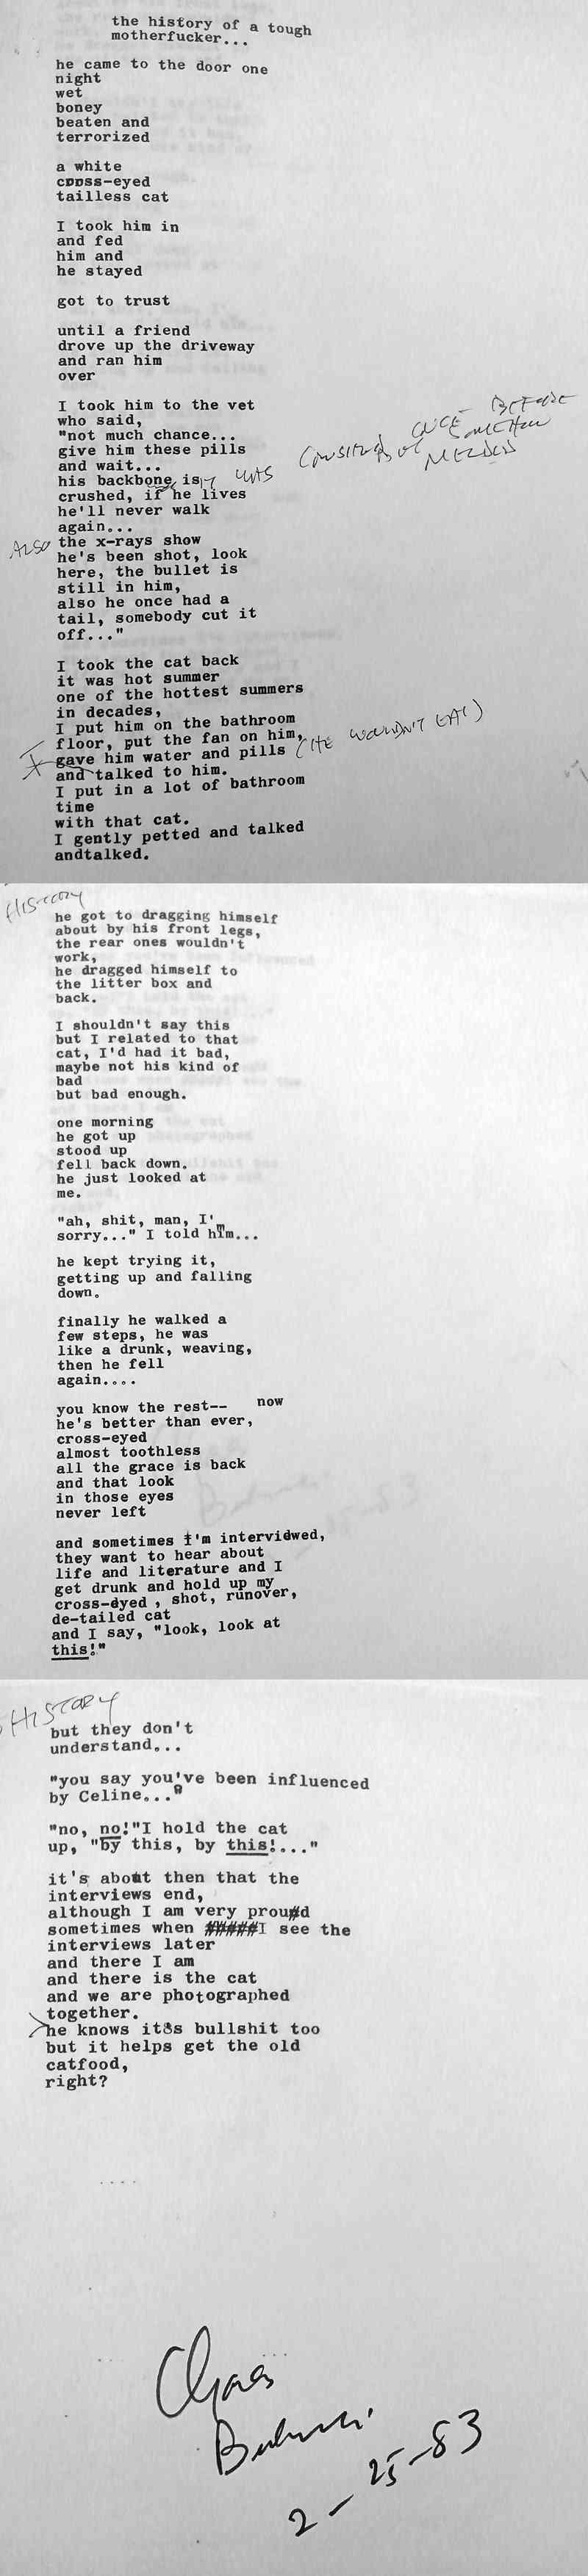 the history of a tough
motherfucker...
he came to the door one
night
wet
boney
beaten and
terrorized
a white
cross-eyed
tailless cat
I took him in
and fed
him and
he stayed
got to trust
until a friend
drove up the driveway
and ran him
over
I took him to the vet
who said,
"not much chance...
give him these pills
and wait...
his backbone is WAS CRUSHED ONCE BEFORE
BUT SOMEHOW
MENDED
crushed, if he lives
he'll never walk
again...
ALSO the x-rays show
he's been shot, look
here, the bullet is
still in him,
also he once had a
tail, somebody cut it
off..."
I took the cat back
it was hot summer
one of the hottest summers
in decades,
I put him on the bathroom
floor, put the fan on him,
I gave him water and pills (HE WOULDN'T EAT)
and talked to him.
I put in a lot of bathroom
time
with that cat.
I gently petted and talked
andtalked.
HISTORY
he got to dragging himself
about by his front legs,
the rear ones wouldn't
work,
he dragged himself to
the litter box and
back.
I shouldn't say this
but I related to that
cat, I'd had it bad,
maybe not his kind of
bad
but bad enough.
one morning
he got up
stood up
fell back down.
he just looked at
me.
"ah, shit, man, I'm
sorry..." I told him...
he kept trying it,
getting up and falling
down.
finally he walked a
few steps, he was
like a drunk, weaving,
then he fell
again....
you know the rest-- now
he's better than ever,
cross-eyed
almost toothless
all the grace is back
and that look
in those eyes
never left
and sometimes I'm intervidwed,
they want to hear about
life and literature and I
get drunk and hold up my
cross-dyed , shot, runover,
de-tailed cat
and I say, "look, look at
this!"
HISTORY
but they don't
understand...
"you say you've been influenced
by Celine..."
"no, no!"I hold the cat
up, "by this, by this!..."
it's about then that the
interviews end,
although I am very proud
sometimes when #####I see the
interviews later
and there I am
and there is the cat
and we are photographed
together.
he knows it8s bullshit too
but it helps get the old
catfood,
right?
....
2-25-83